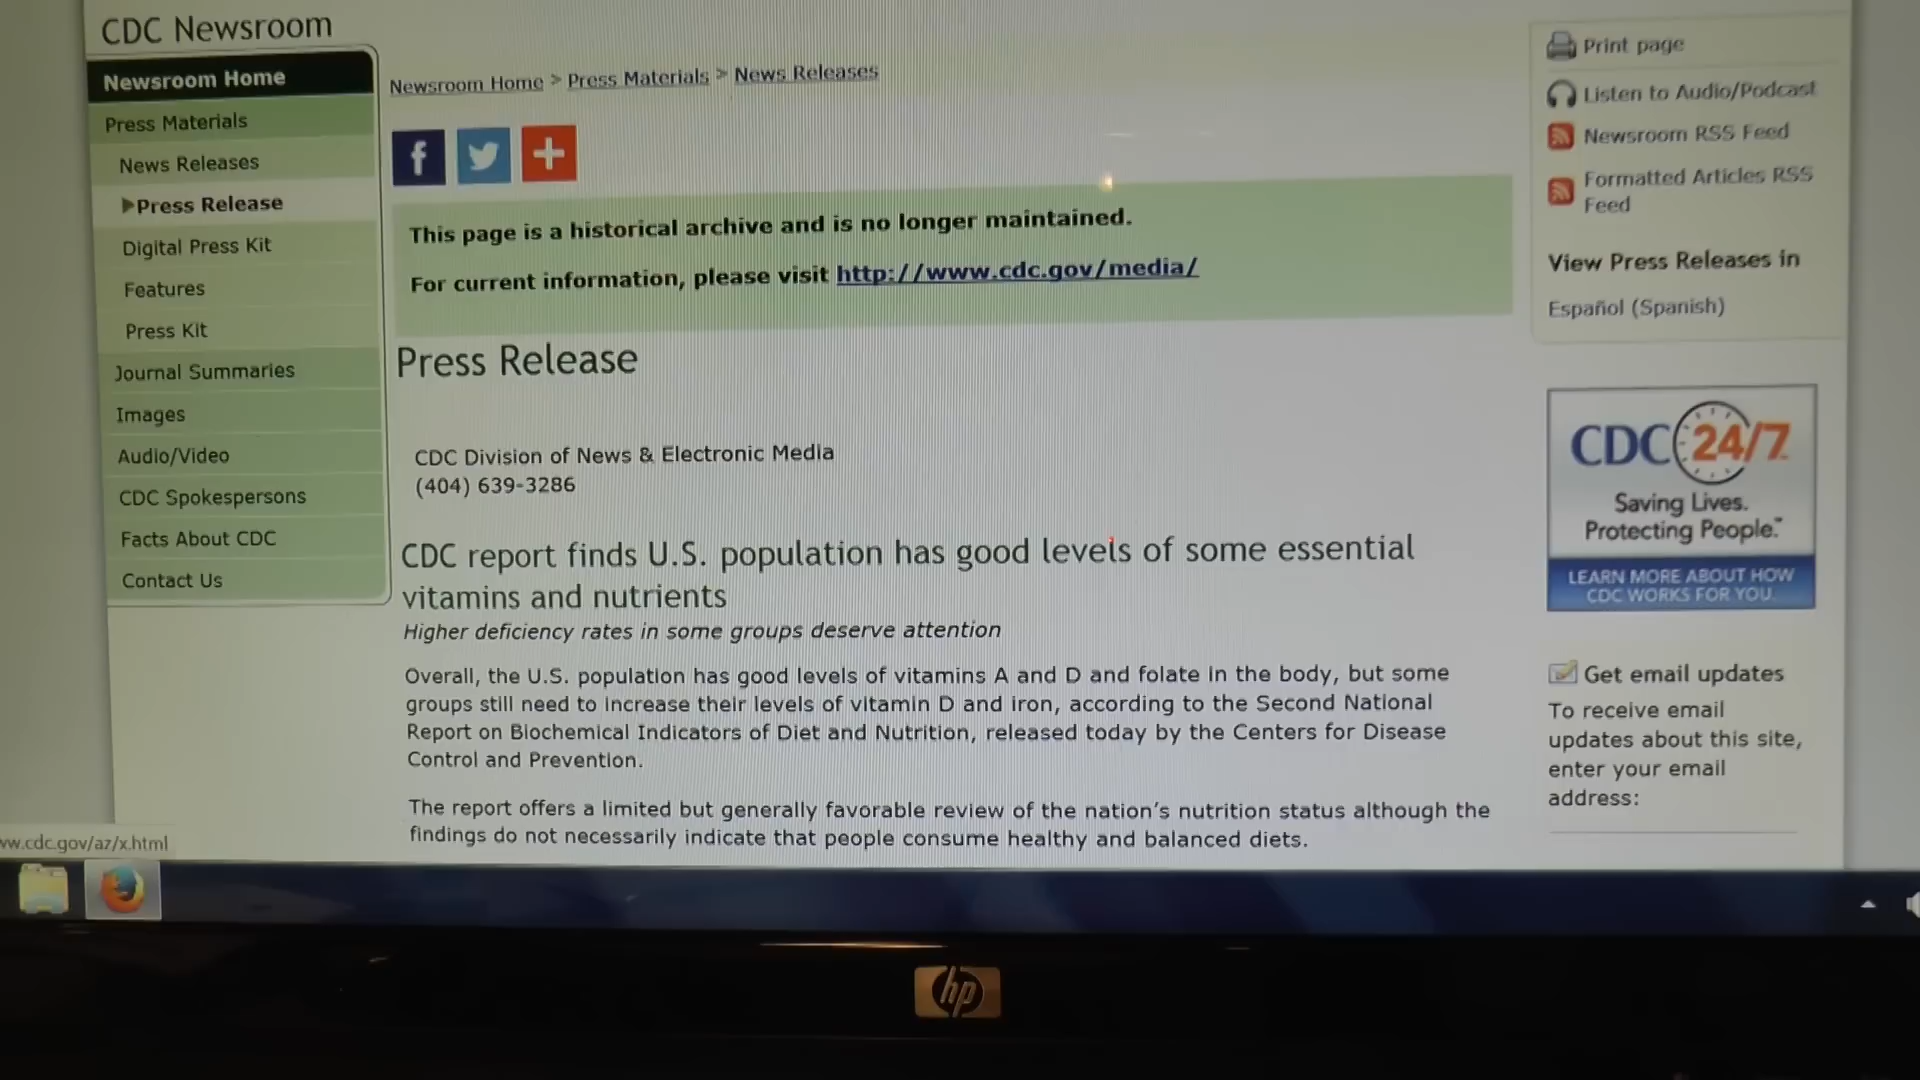 CDC Newsroom
Newsroom Home
Press Materials
News Releases
Press Release
Digital Press Kit
Features
Press Kit
Journal Summaries
Images
Audio/Video
CDC Spokespersons
Facts About CDC
Contact Us
Newsroom Home > Press Materials > News Releases
This page is a historical archive and is no longer maintained.
For current information, please visit http://www.cdc.gov/media/
Press Release
CDC Division of News & Electronic Media
(404) 639-3286
CDC report finds U.S. population has good levels of some essential
vitamins and nutrients
Higher deficiency rates in some groups deserve attention
Overall, the U.S. population has good levels of vitamins A and D and folate in the body, but some
groups still need to increase their levels of vitamin D and iron, according to the Second National
Report on Biochemical Indicators of Diet and Nutrition, released today by the Centers for Disease
Control and Prevention.
The report offers a limited but generally favorable review of the nation's nutrition status although the
findings do not necessarily indicate that people consume healthy and balanced diets.
Print page
Listen to Audio/Podcast
Newsroom RSS Feed
Formatted Articles RSS
Feed
View Press Releases in
Español (Spanish)
CDC 24/7
Saving Lives.
Protecting People.™
LEARN MORE ABOUT HOW
CDC WORKS FOR YOU.
Get email updates
To receive email
updates about this site,
enter your email
address:
ww.cdc.gov/az/x.html
hp